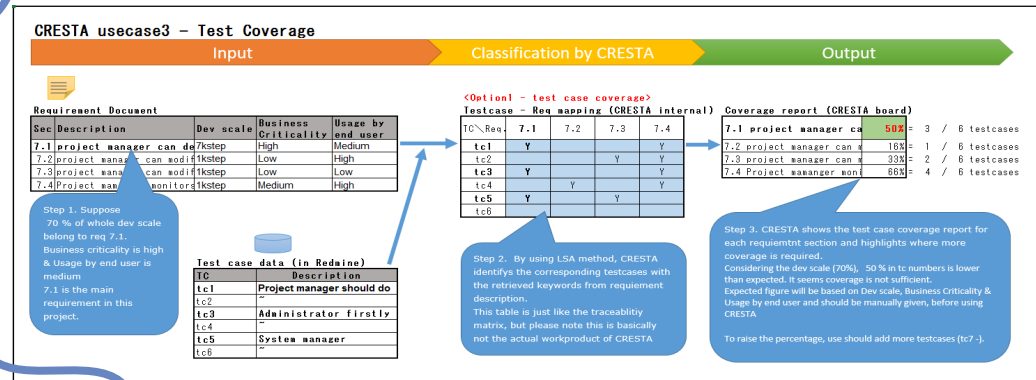 CRESTA usecase3 – Test Coverage
Input
Classification by CRESTA
Output
Requirement Document
Sec Description Dev scale Business Criticality Usage by end user
7.1 project manager can de 7kstep High Medium
7.2 project manager can modif 1kstep Low High
7.3 project manager can modif 1kstep Low Low
7.4 Project mamanger monitors 1kstep Medium High
Step 1. Suppose
70 % of whole dev scale
belong to req 7.1.
Business criticality is high
& Usage by end user is
medium
7.1 is the main
requirement in this
project.
Test case data (in Redmine)
TC Description
tc1 Project manager should do
tc2 ~
tc3 Administrator firstly
tc4 ~
tc5 System manager
tc6 ~
<Option1 - test case coverage>
Testcase - Req mapping (CRESTA internal)
TC\Req. 7.1 7.2 7.3 7.4
tc1 Y Y
tc2 Y Y
tc3 Y Y
tc4 Y Y
tc5 Y Y
tc6
Step 2. By using LSA method, CRESTA
identifys the corresponding testcases with
the retrieved keywords from requiement
description.
This table is just like the traceablitiy
matrix, but please note this is basically
not the actual workproduct of CRESTA
Coverage report (CRESTA board)
7.1 project manager ca 50% = 3 / 6 testcases
7.2 project manager can m 16% = 1 / 6 testcases
7.3 project manager can m 33% = 2 / 6 testcases
7.4 Project mamanger moni 66% = 4 / 6 testcases
Step 3. CRESTA shows the test case coverage report for
each requiemtnt section and highlights where more
coverage is required.
Considering the dev scale (70%), 50 % in tc numbers is lower
than expected. It seems coverage is not sufficient.
Expected figure will be based on Dev scale, Business Criticality &
Usage by end user and should be manually given, before using
CRESTA
To raise the percentage, use should add more testcases (tc7 -).